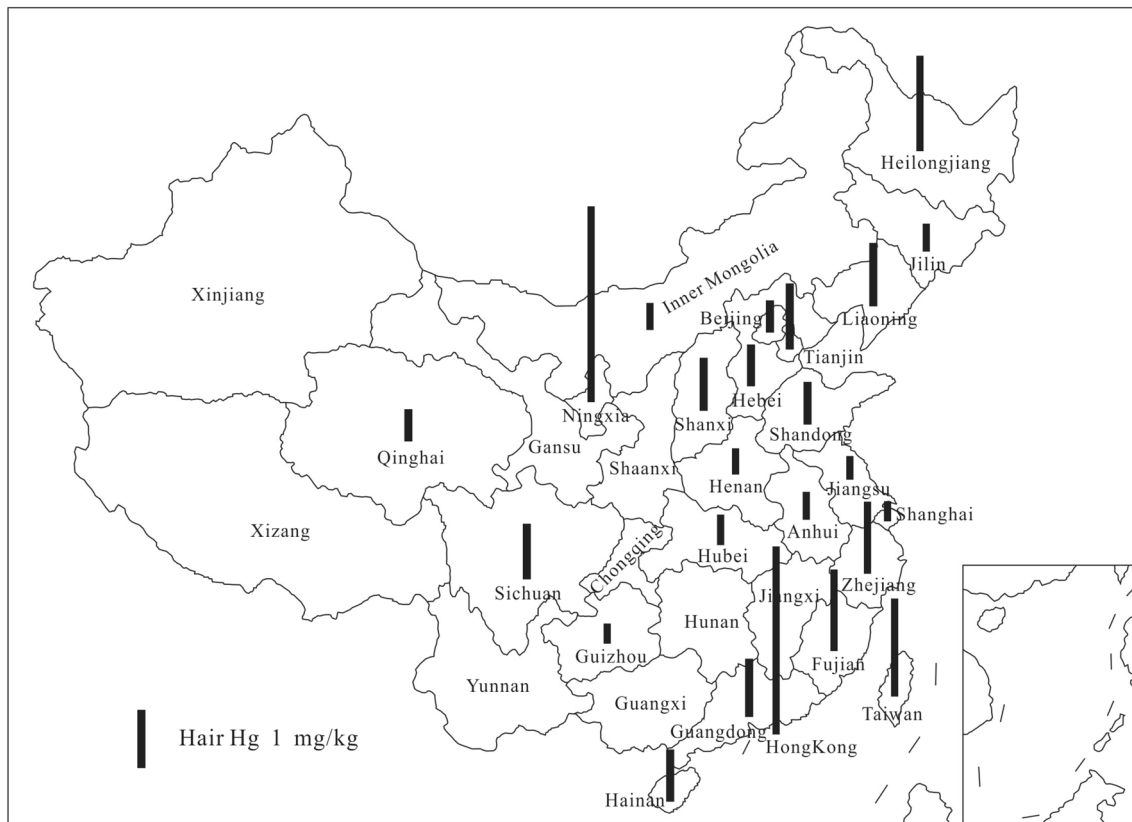 Heilongjiang
Jilin
Inner Mongolia
Xinjiang
Beijing
Liaoning
Tianjin
Hebei
Ningxia
Shanxi
Shandong
Gansu
Qinghai
Shaanxi
Henan
Jiangsu
Shanghai
Xizang
Anhui
Hubei
Chongqing
Zhejiang
Sichuan
Jiangxi
Hunan
Guizhou
Fujian
Yunnan
Guangxi
Taiwan
Guangdong
Hair Hg 1 mg/kg
HongKong
Hainan